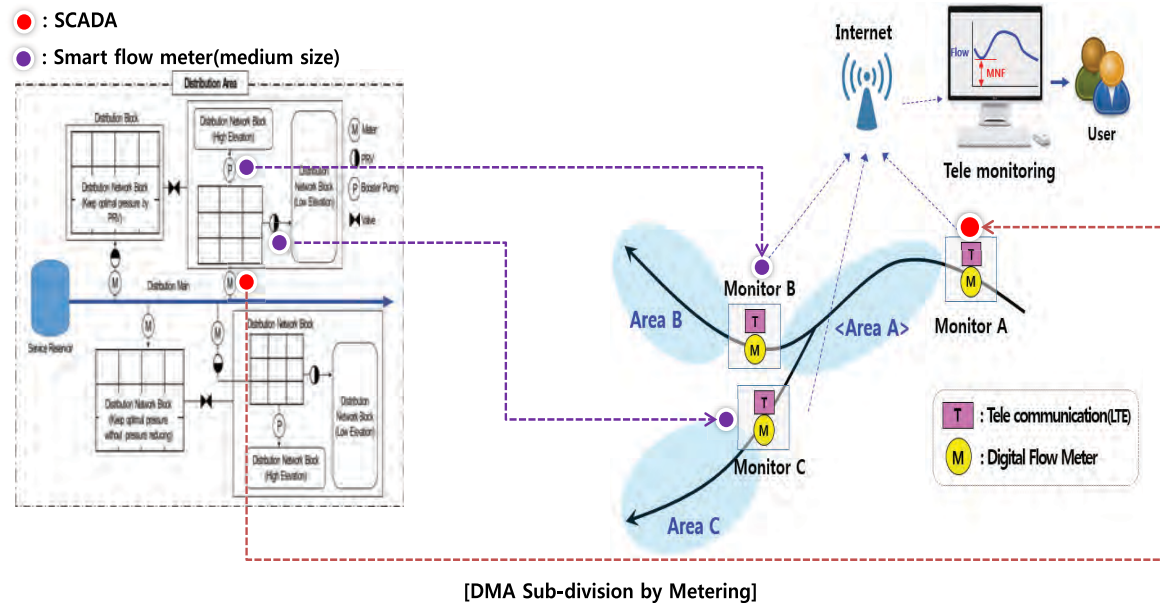 : SCADA
: Smart flow meter(medium size)
Distribution Area
Distribution Block
Distribution Network Block
(Keep optimal pressure by
PRV)
Distribution Network Block
(High Elevation)
P
Distribution
Network Block
(Low Elevation)
M
Meter
PRV
P
Booster Pump
Valve
M
M
Distribution Main
Service Reservoir
M
M
Distribution Network Block
(Keep optimal pressure
without pressure reducing)
Distribution Network Block
P
Distribution
Network Block
(Low Elevation)
Distribution Network Block
(High Elevation)
Internet
Flow
MNF
Tele monitoring
User
Monitor B
T
M
Area B
<Area A>
T
M
Monitor A
T
M
Monitor C
Area C
T
: Tele communication(LTE)
M
: Digital Flow Meter
[DMA Sub-division by Metering]